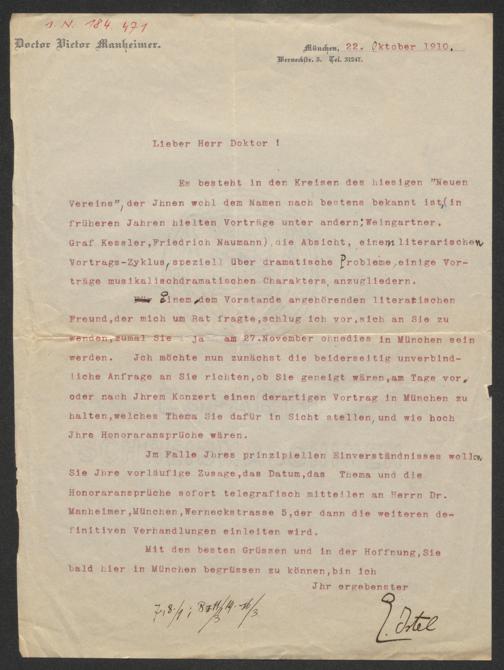 1. N. 184. 471
Doctor Victor Manheimer.
München, 22. Oktober 1910.
Werneckstr. 5. Tel. 31247.
Lieber Herr Doktor !
Es besteht in den Kreisen des hiesigen "Neuen
Vereins", der Jhnen wohl dem Namen nach bestens bekannt ist (in
früheren Jahren hielten Vorträge unter andern: Weingartner,
Graf Kessler, Friedrich Naumann) die Absicht, einem literarischen
Vortrags-Zyklus, speziell über dramatische Probleme, einige Vor-
träge musikalischdramatischen Charakters, anzugliedern.
Einem, dem Vorstande angehörenden literarischen
Freund, der mich um Rat fragte, schlug ich vor, sich an Sie zu
wenden, zumal Sie ja am 27.November ohnedies in München sein
werden. Jch möchte nun zunächst die beiderseitig unverbind-
liche Anfrage an Sie richten, ob Sie geneigt wären, am Tage vor
oder nach Jhrem Konzert einen derartigen Vortrag in München zu
halten, welches Thema Sie dafür in Sicht stellen, und wie hoch
Jhre Honoraransprüche wären.
Jm Falle Jhres prinzipiellen Einverständnisses wollen
Sie Jhre vorläufige Zusage, das Datum, das Thema und die
Honoraransprüche sofort telegrafisch mitteilen an Herrn Dr.
Manheimer, München, Werneckstrasse 5, der dann die weiteren de-
finitiven Verhandlungen einleiten wird.
Mit den besten Grüssen und in der Hoffnung, Sie
bald hier in München begrüssen zu können, bin ich
Jhr ergebenster
E. Istel